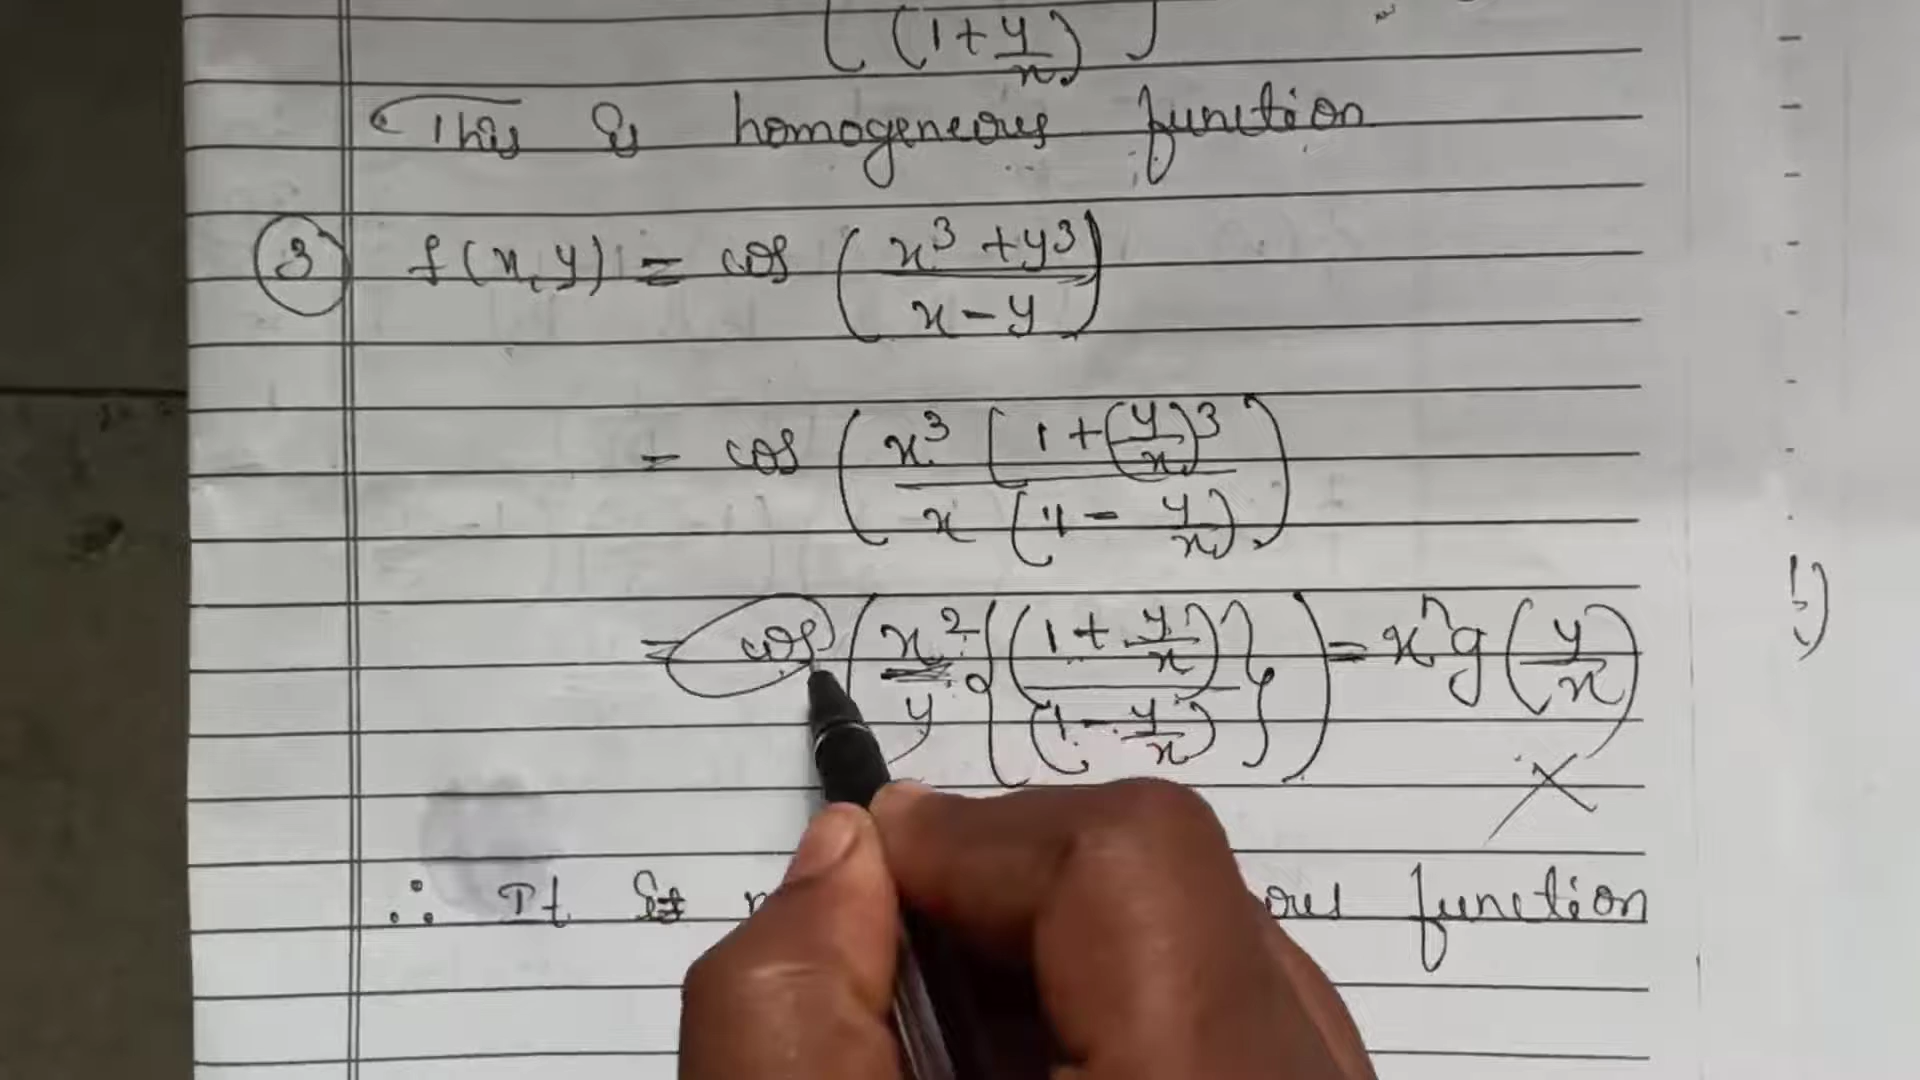 (1+y/x)
This is homogeneous function
3 f(x,y) = cos (x³+y³/x-y)
= cos (x³ [1+(y/x)³/x (1-y/x))
= cos (x²/y {(1+y/x)/(1-y/x)}) = xⁿg(y/x)
∴ It is function